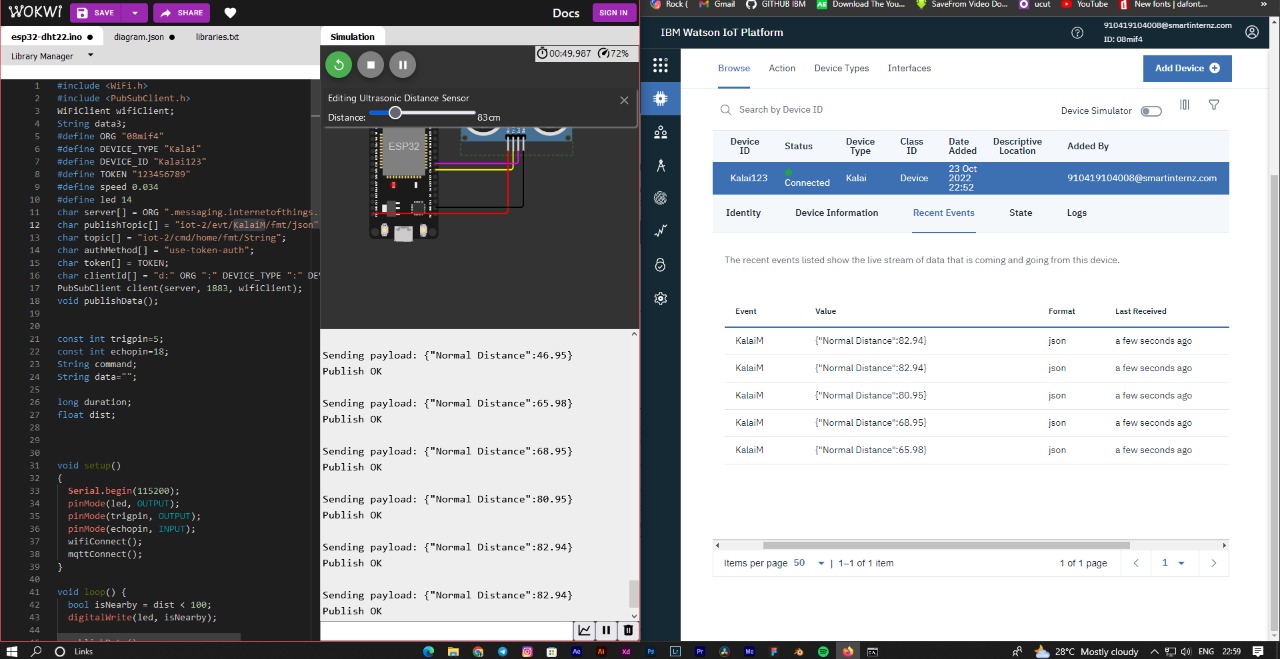 WOKWI SAVE SHARE Docs SIGN IN
esp32-dht22.ino diagram.json libraries.txt
Library Manager
1 #include <WiFi.h>
2 #include <PubSubClient.h>
3 WiFiClient wifiClient;
4 String data3;
5 #define ORG "08mif4"
6 #define DEVICE_TYPE "Kalai"
7 #define DEVICE_ID "Kalai123"
8 #define TOKEN "123456789"
9 #define speed 0.034
10 #define led 14
11 char server[] = ORG ".messaging.internetofthings.
12 char publishTopic[] = "iot-2/evt/KalaiM/fmt/json"
13 char topic[] = "iot-2/cmd/home/fmt/String";
14 char authMethod[] = "use-token-auth";
15 char token[] = TOKEN;
16 char clientId[] = "d:" ORG ":" DEVICE_TYPE ":" DEV
17 PubSubClient client(server, 1883, wifiClient);
18 void publishData();
19
20
21 const int trigpin=5;
22 const int echopin=18;
23 String command;
24 String data="";
25
26 long duration;
27 float dist;
28
29
30
31 void setup()
32 {
33 Serial.begin(115200);
34 pinMode(led, OUTPUT);
35 pinMode(trigpin, OUTPUT);
36 pinMode(echopin, INPUT);
37 wifiConnect();
38 mqttConnect();
39 }
40
41 void loop() {
42 bool isNearby = dist < 100;
43 digitalWrite(led, isNearby);
44
Simulation
00:49.987 72%
Editing Ultrasonic Distance Sensor
Distance: 83cm
ESP32
Sending payload: {"Normal Distance":46.95}
Publish OK
Sending payload: {"Normal Distance":65.98}
Publish OK
Sending payload: {"Normal Distance":68.95}
Publish OK
Sending payload: {"Normal Distance":80.95}
Publish OK
Sending payload: {"Normal Distance":82.94}
Publish OK
Sending payload: {"Normal Distance":82.94}
Publish OK
Rock ( Gmail GITHUB IBM Download The You... SaveFrom Video Do... ucut YouTube New fonts | dafont...
IBM Watson IoT Platform
910419104008@smartinternz.com
ID: 08mif4
Browse Action Device Types Interfaces
Add Device
Search by Device ID
Device Simulator
Device ID Status Device Type Class ID Date Added Descriptive Location Added By
Kalai123 Connected Kalai Device 23 Oct 2022 22:52 910419104008@smartinternz.com
Identity Device Information Recent Events State Logs
The recent events listed show the live stream of data that is coming and going from this device.
Event Value Format Last Received
KalaiM {"Normal Distance":82.94} json a few seconds ago
KalaiM {"Normal Distance":82.94} json a few seconds ago
KalaiM {"Normal Distance":80.95} json a few seconds ago
KalaiM {"Normal Distance":68.95} json a few seconds ago
KalaiM {"Normal Distance":65.98} json a few seconds ago
Items per page 50 | 1–1 of 1 item 1 of 1 page 1
Links
28°C Mostly cloudy ENG 22:59